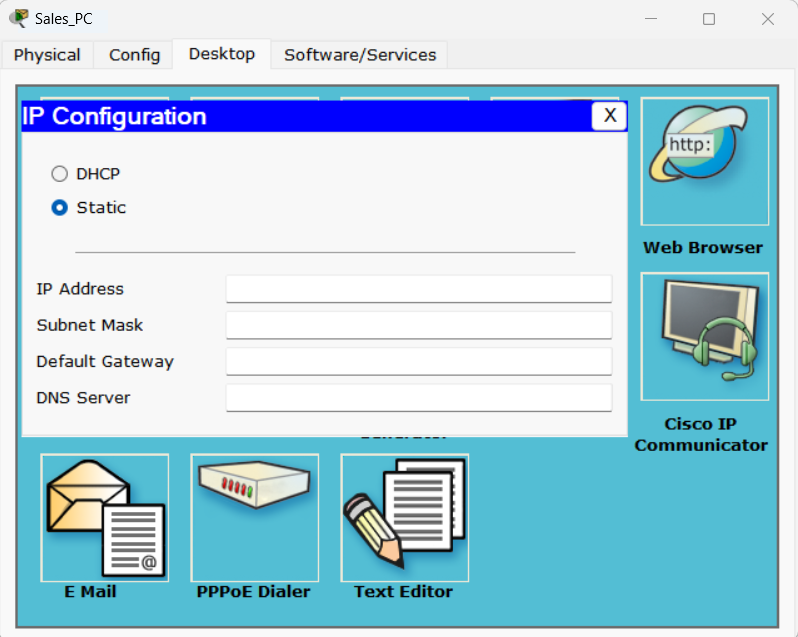 Sales_PC
Physical Config Desktop Software/Services
IP Configuration X
DHCP
Static
IP Address
Subnet Mask
Default Gateway
DNS Server
http:
Web Browser
Cisco IP
Communicator
@
E Mail PPPoE Dialer Text Editor